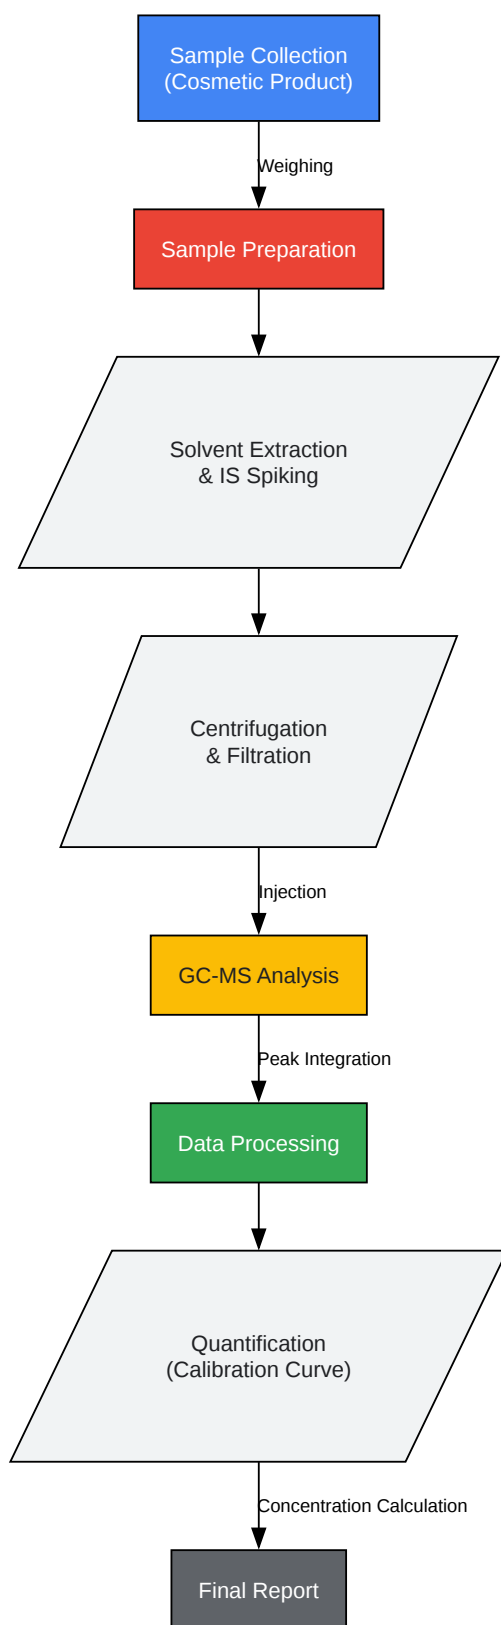 Sample Collection
(Cosmetic Product)
Weighing
Sample Preparation
Solvent Extraction
& IS Spiking
Centrifugation
& Filtration
Injection
GC-MS Analysis
Peak Integration
Data Processing
Quantification
(Calibration Curve)
Concentration Calculation
Final Report